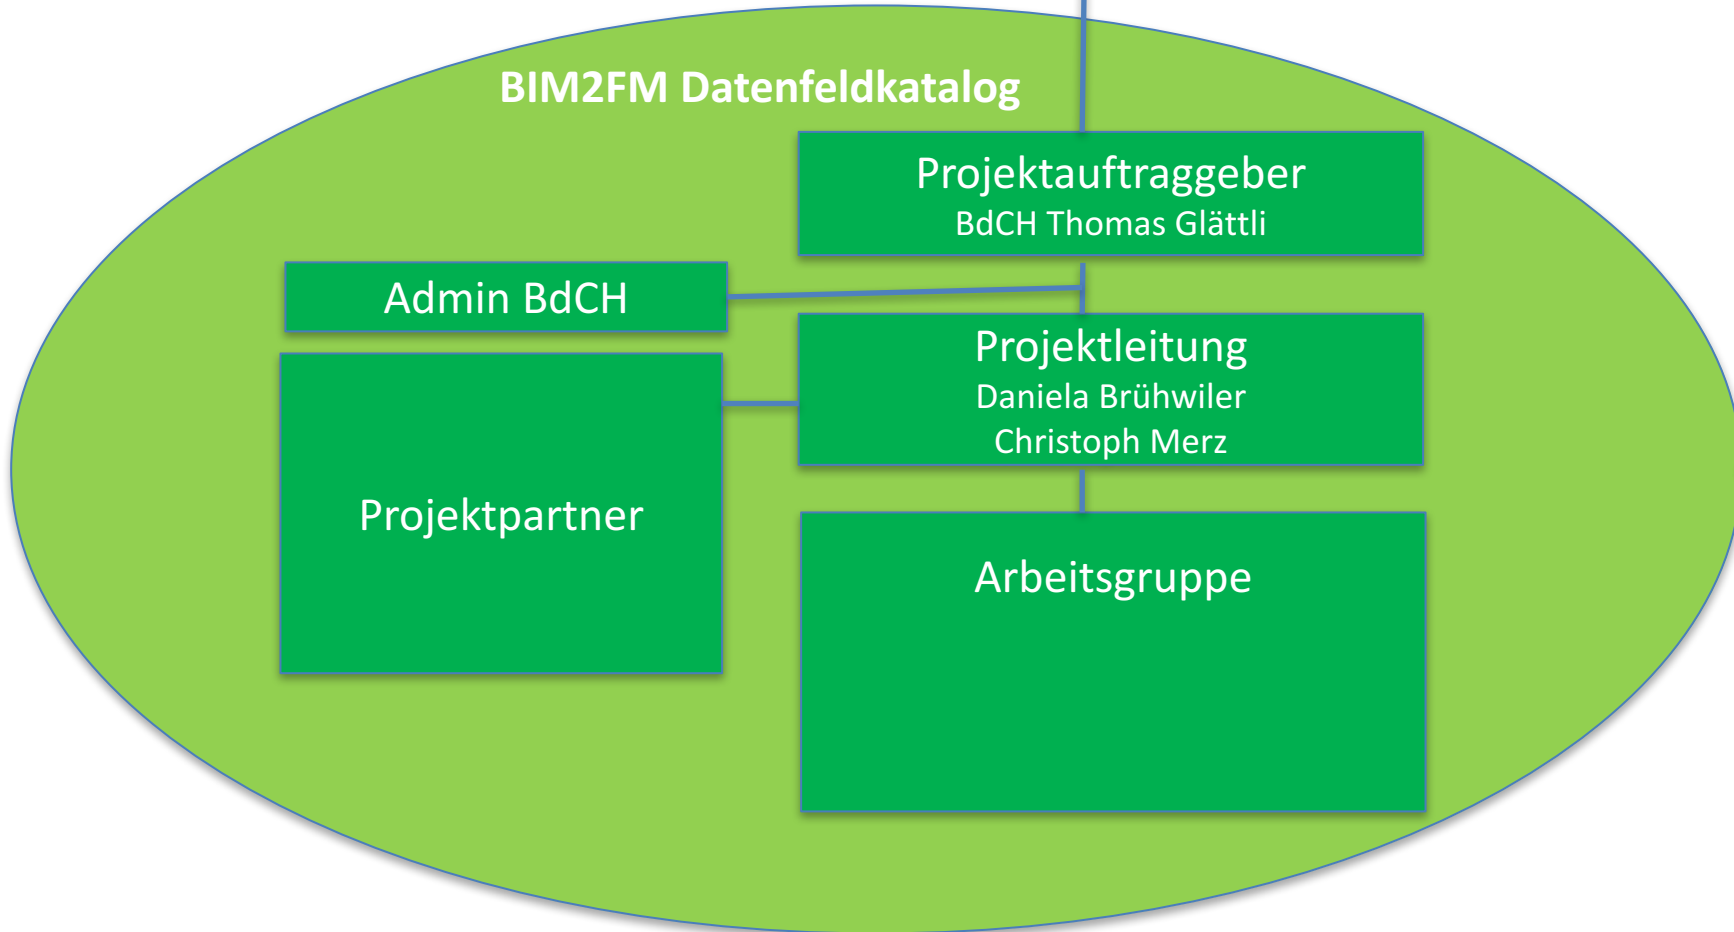 BIM2FM Datenfeldkatalog
Projektauftraggeber
BdCH Thomas Glättli
Admin BdCH
Projektleitung
Daniela Brühwiler
Christoph Merz
Projektpartner
Arbeitsgruppe